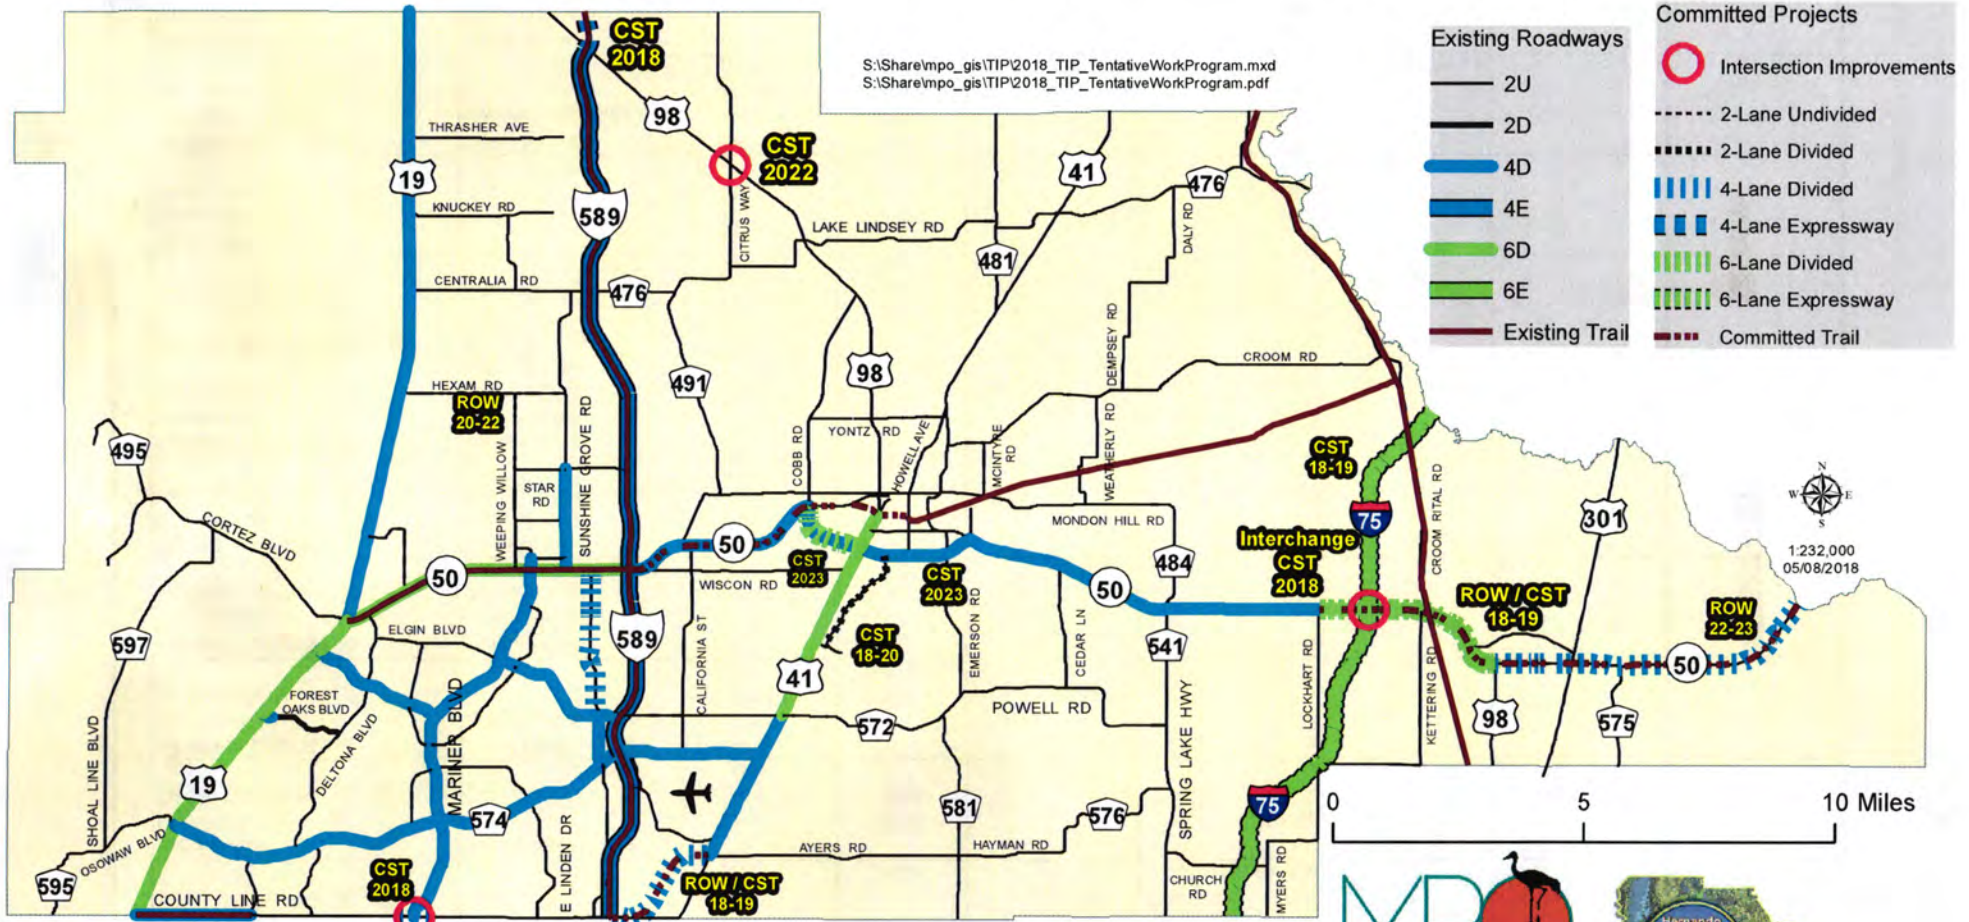 CST
2018
S:\Share\mpo_gis\TIP\2018_TIP_TentativeWorkProgram.mxd
S:\Share\mpo_gis\TIP\2018_TIP_TentativeWorkProgram.pdf
Existing Roadways
2U
2D
4D
4E
6D
6E
Existing Trail
Committed Projects
Intersection Improvements
2-Lane Undivided
2-Lane Divided
4-Lane Divided
4-Lane Expressway
6-Lane Divided
6-Lane Expressway
Committed Trail
98
THRASHER AVE
CST
2022
19
41
476
KNUCKEY RD
589
CITRUS WAY
LAKE LINDSEY RD
DALY RD
481
CENTRALIA RD
476
HEXAM RD
ROW
20-22
491
98
DEMPSEY RD
CROOM RD
495
WEEPING WILLOW
STAR
RD
SUNSHINE GROVE RD
COBB RD
YONTZ RD
HOWELL AVE
MCINTYRE
RD
WEATHERLY RD
CST
18-19
CROOM RITAL RD
N
W
E
S
CORTEZ BLVD
MONDON HILL RD
75
301
50
50
WISCON RD
CST
2023
CST
2023
50
484
Interchange
CST
2018
1:232,000
05/08/2018
ROW / CST
18-19
ROW
22-23
597
ELGIN BLVD
589
CALIFORNIA ST
CST
18-20
EMERSON RD
CEDAR LN
541
LOCKHART RD
KETTERING RD
50
FOREST
OAKS BLVD
DELTONA BLVD
MARINER BLVD
41
572
POWELL RD
98
575
SHOAL LINE BLVD
19
574
581
576
SPRING LAKE HWY
75
0
5
10 Miles
OSOWAW BLVD
E LINDEN DR
AYERS RD
HAYMAN RD
595
CST
2018
COUNTY LINE RD
ROW / CST
18-19
CHURCH
RD
MYERS RD
MPO
Hernando